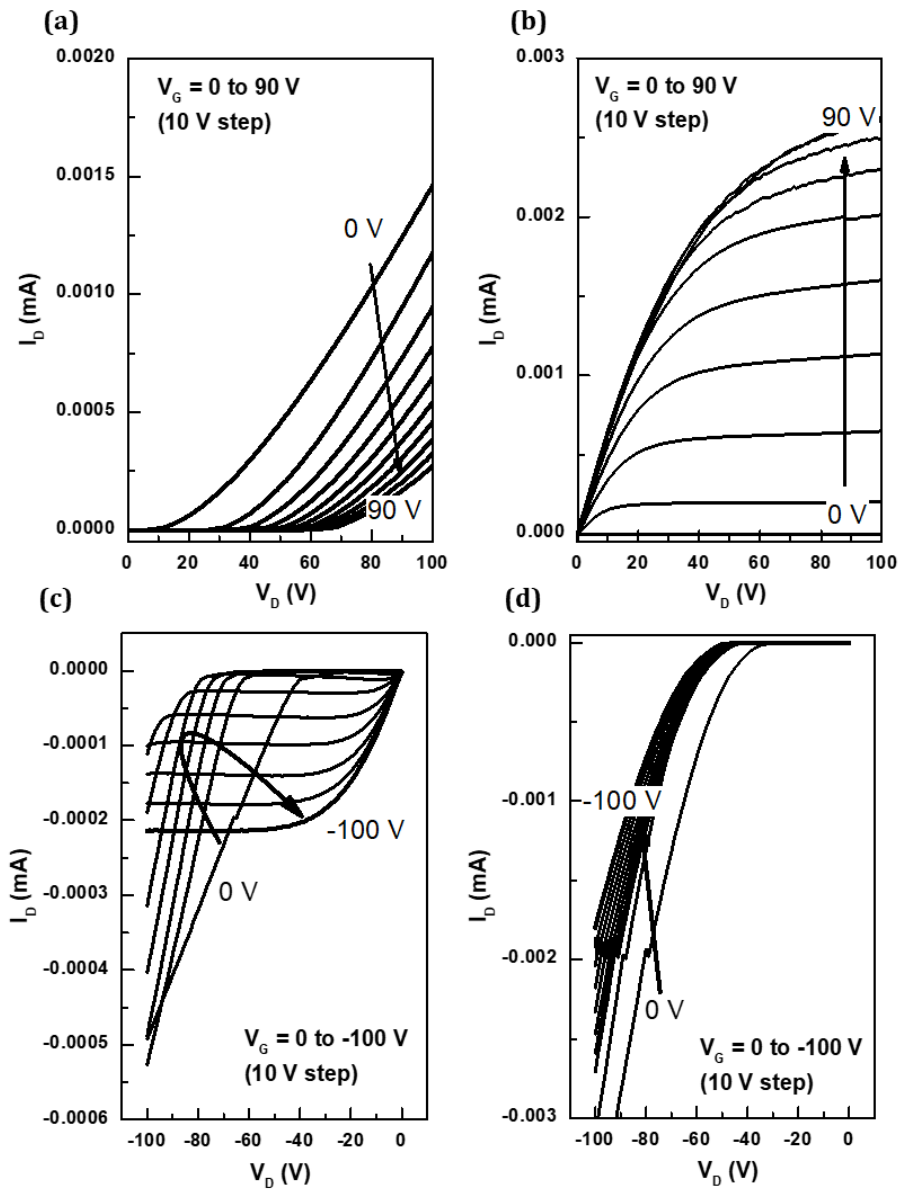 (a)
0.0020
0.0015
0.0010
0.0005
0.0000
I_D (mA)
V_G = 0 to 90 V
(10 V step)
0 V
90 V
0 20 40 60 80 100
V_D (V)
(b)
0.003
0.002
0.001
0.000
I_D (mA)
V_G = 0 to 90 V
(10 V step)
90 V
0 V
0 20 40 60 80 100
V_D (V)
(c)
0.0000
-0.0001
-0.0002
-0.0003
-0.0004
-0.0005
-0.0006
I_D (mA)
-100 V
0 V
V_G = 0 to -100 V
(10 V step)
-100 -80 -60 -40 -20 0
V_D (V)
(d)
0.000
-0.001
-0.002
-0.003
I_D (mA)
-100 V
0 V
V_G = 0 to -100 V
(10 V step)
-100 -80 -60 -40 -20 0
V_D (V)